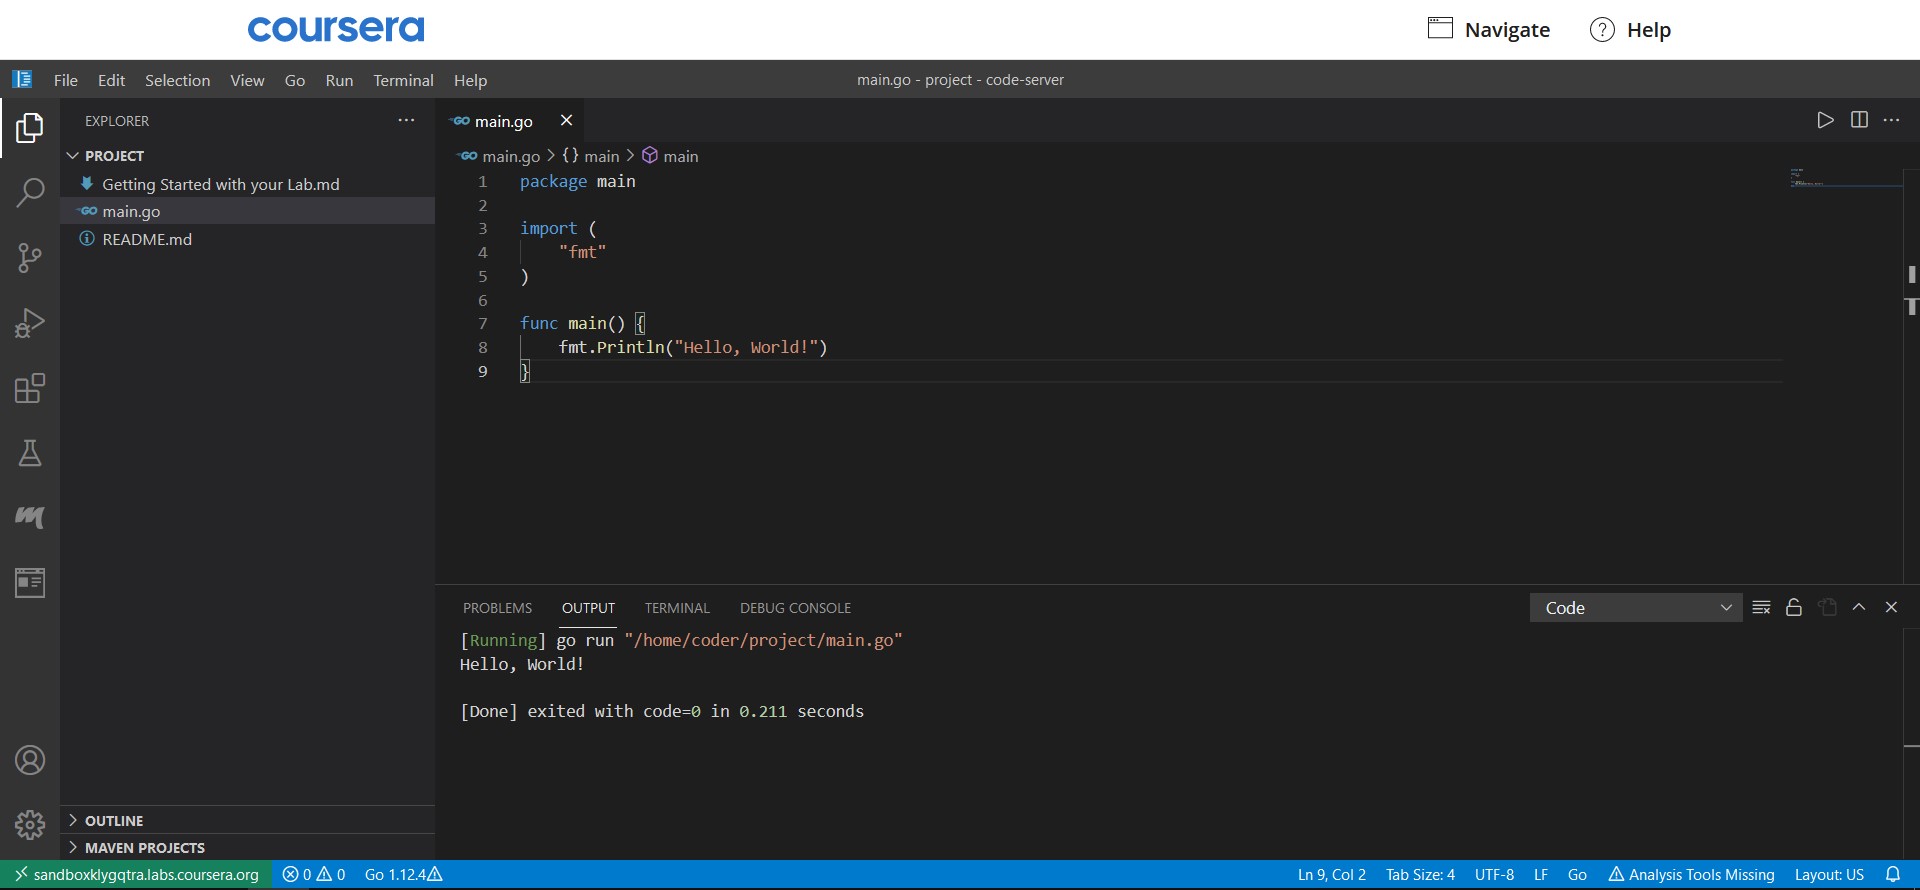 coursera
Navigate
Help
File Edit Selection View Go Run Terminal Help
main.go - project - code-server
EXPLORER
PROJECT
Getting Started with your Lab.md
main.go
README.md
OUTLINE
MAVEN PROJECTS
main.go
main.go > {} main > main
1 package main
2
3 import (
4 "fmt"
5 )
6
7 func main() {
8 fmt.Println("Hello, World!")
9 }
PROBLEMS OUTPUT TERMINAL DEBUG CONSOLE
Code
[Running] go run "/home/coder/project/main.go"
Hello, World!
[Done] exited with code=0 in 0.211 seconds
sandboxklygqtra.labs.coursera.org 0 0 Go 1.12.4 Ln 9, Col 2 Tab Size: 4 UTF-8 LF Go Analysis Tools Missing Layout: US